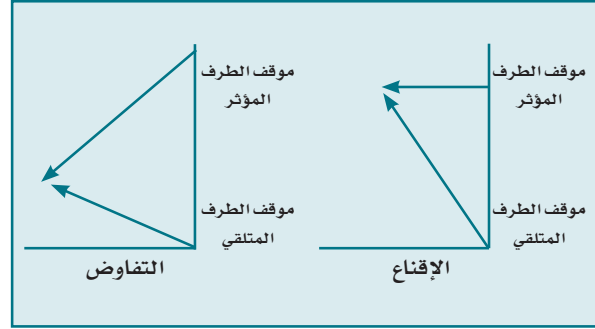 موقف الطرف
المؤثر
موقف الطرف
المتلقي
الإقناع
موقف الطرف
المؤثر
موقف الطرف
المتلقي
التفاوض